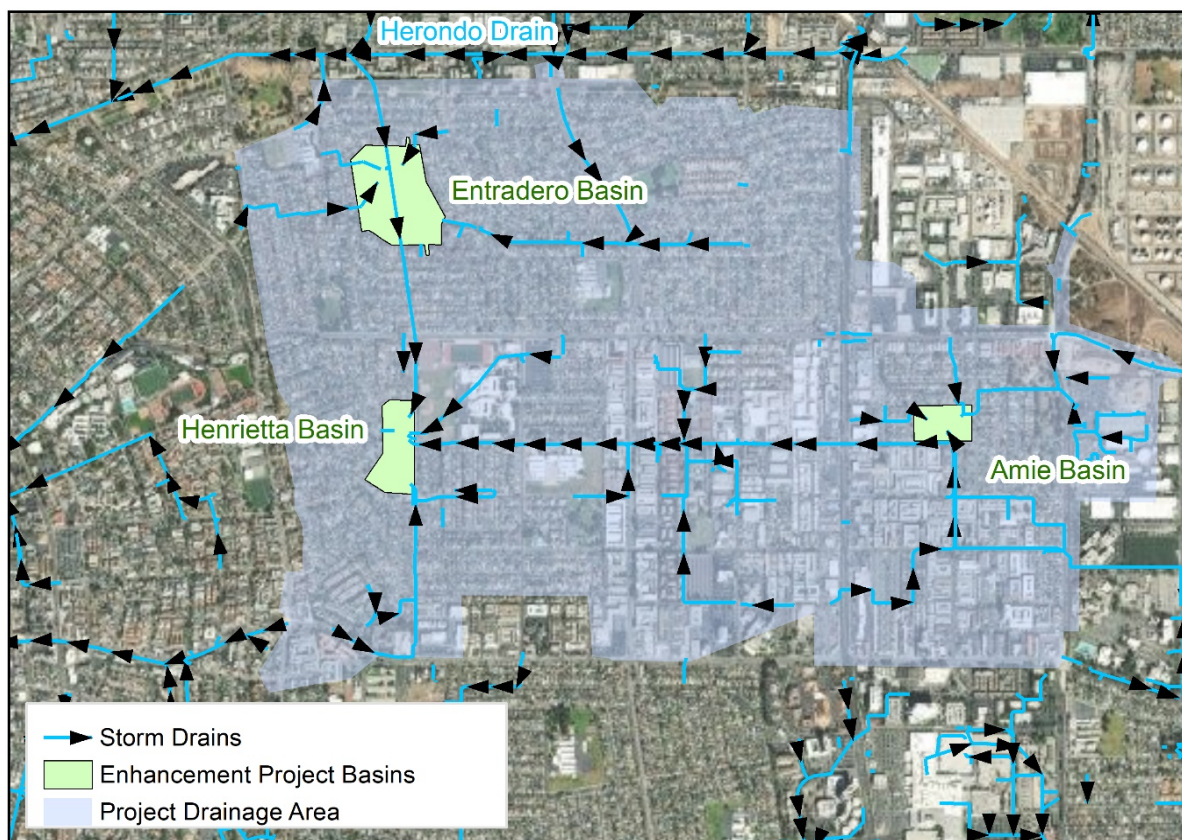 Herondo Drain
Entradero Basin
Henrietta Basin
Amie Basin
Storm Drains
Enhancement Project Basins
Project Drainage Area